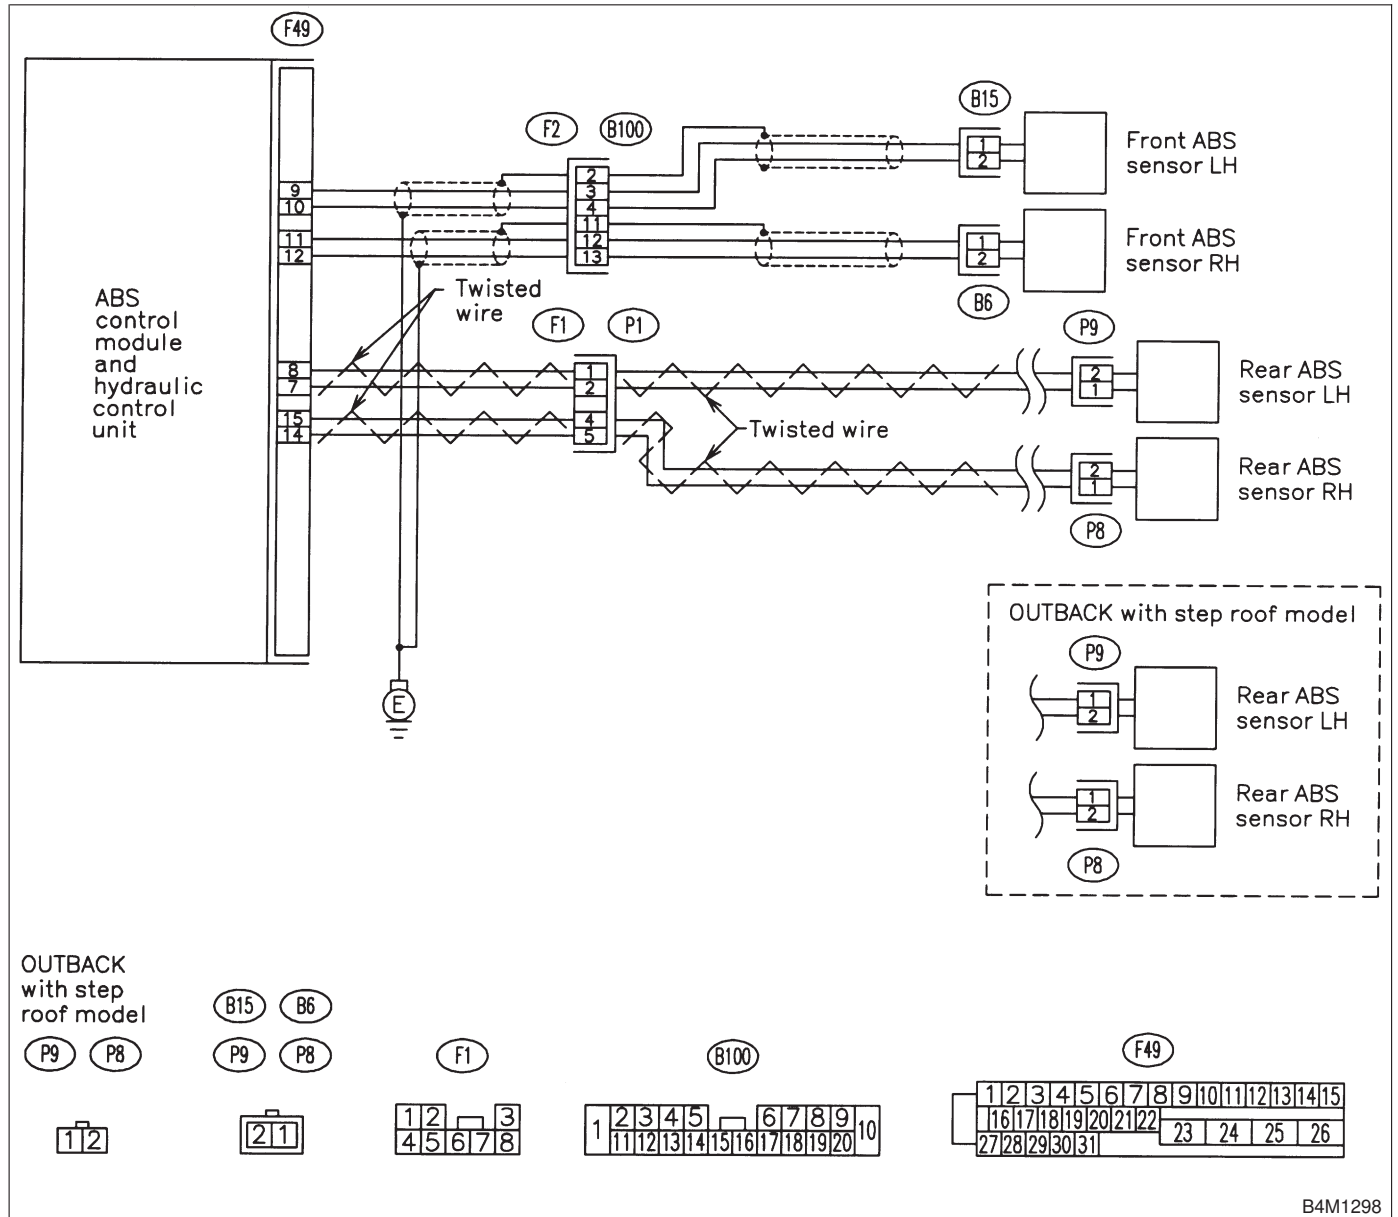 F49
B15
F2 B100
Front ABS
sensor LH
1
2
2
3
4
11
12
13
9
10
11
12
Front ABS
sensor RH
1
2
B6
Twisted
wire
ABS
control
module
and
hydraulic
control
unit
F1 P1
P9
8
7
15
14
1
2
4
5
2
1
Rear ABS
sensor LH
Twisted wire
2
1
Rear ABS
sensor RH
P8
E
OUTBACK with step roof model
P9
1
2
Rear ABS
sensor LH
1
2
Rear ABS
sensor RH
P8
OUTBACK
with step
roof model
P9 P8
1 2
B15 B6
P9 P8
2 1
F1
1 2 3
4 5 6 7 8
B100
1 2 3 4 5 6 7 8 9 10
11 12 13 14 15 16 17 18 19 20
F49
1 2 3 4 5 6 7 8 9 10 11 12 13 14 15
16 17 18 19 20 21 22 23 24 25 26
27 28 29 30 31
B4M1298